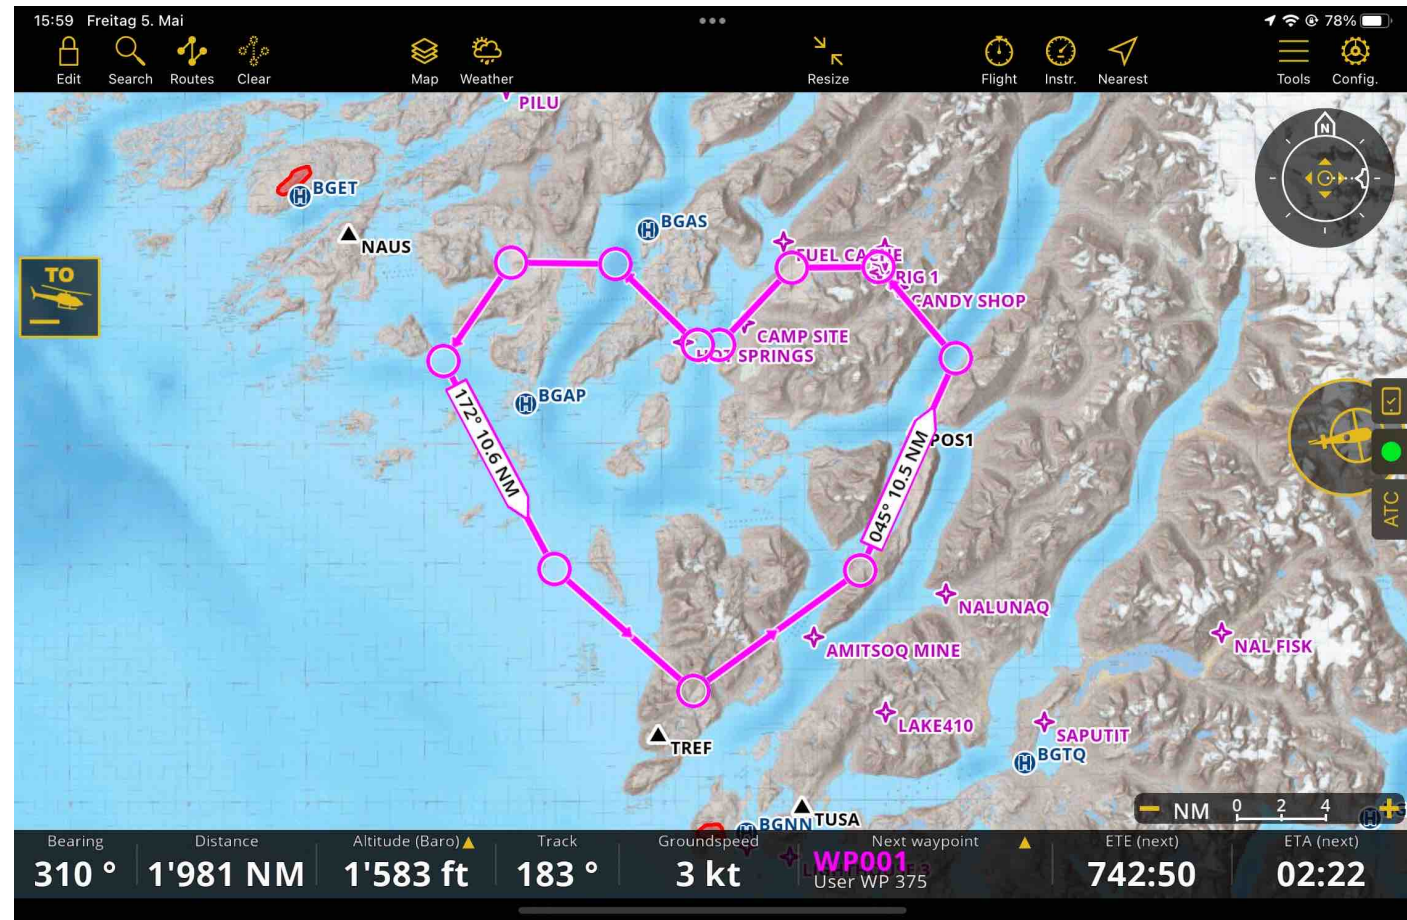 15:59 Freitag 5. Mai
78%
Edit Search Routes Clear Map Weather Resize Flight Instr. Nearest Tools Config.
PILU
N
BGET
BGAS
NAUS
FUEL CACHE
TO
RIG 1
CANDY SHOP
CAMP SITE
HOT SPRINGS
BGAP
172° 10.6 NM
POS1
045° 10.5 NM
ATC
NALUNAQ
NAL FISK
AMITSOQ MINE
LAKE410
SAPUTIT
TREF
BGTQ
NM 0 2 4
TUSA
BGNN
Bearing Distance Altitude (Baro) Track Groundspeed Next waypoint ETE (next) ETA (next)
310 ° 1'981 NM 1'583 ft 183 ° 3 kt WP001 742:50 02:22
User WP 375